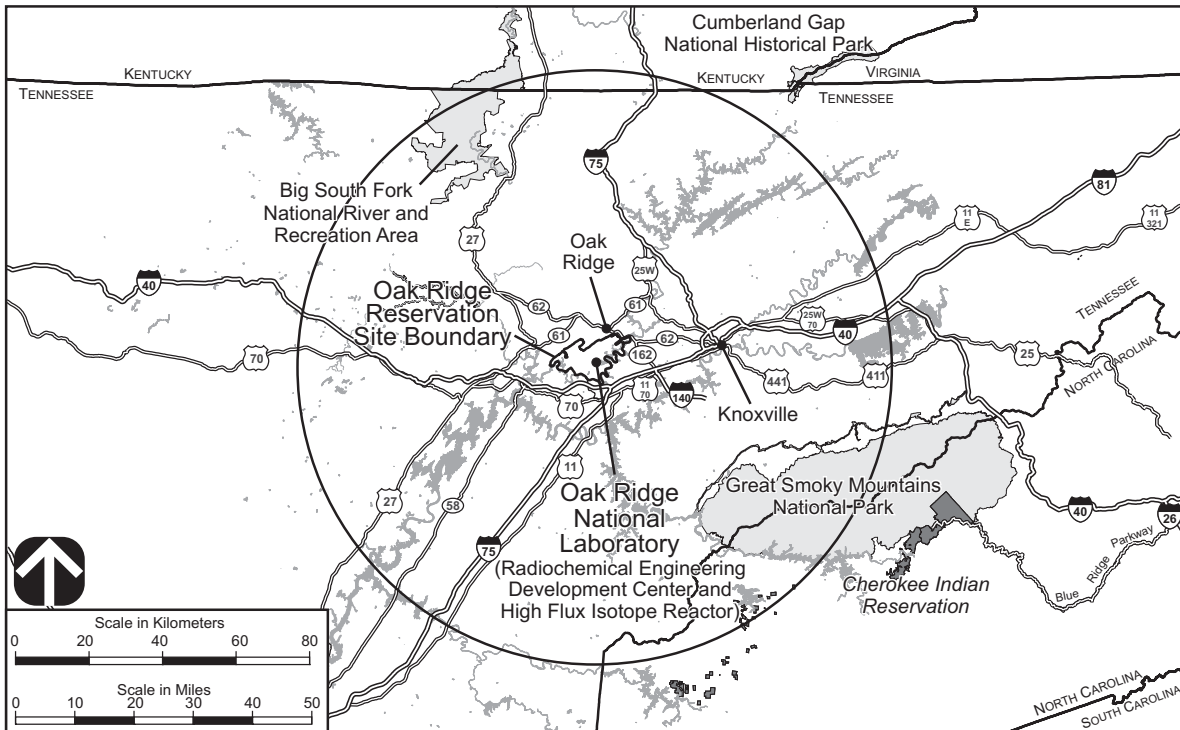 Cumberland Gap
National Historical Park
KENTUCKY
TENNESSEE
KENTUCKY
VIRGINIA
TENNESSEE
75
81
Big South Fork
National River and
Recreation Area
27
11
E
11
321
Oak
Ridge
25W
40
Oak Ridge
Reservation
Site Boundary
62
61
61
62
162
25W
70
40
TENNESSEE
NORTH CAROLINA
70
25
441
411
11
70
140
70
Knoxville
11
27
58
75
Oak Ridge
National
Laboratory
(Radiochemical Engineering
Development Center and
High Flux Isotope Reactor)
Great Smoky Mountains
National Park
40
26
Blue Ridge Parkway
Cherokee Indian
Reservation
Scale in Kilometers
0 20 40 60 80
Scale in Miles
0 10 20 30 40 50
NORTH CAROLINA
SOUTH CAROLINA